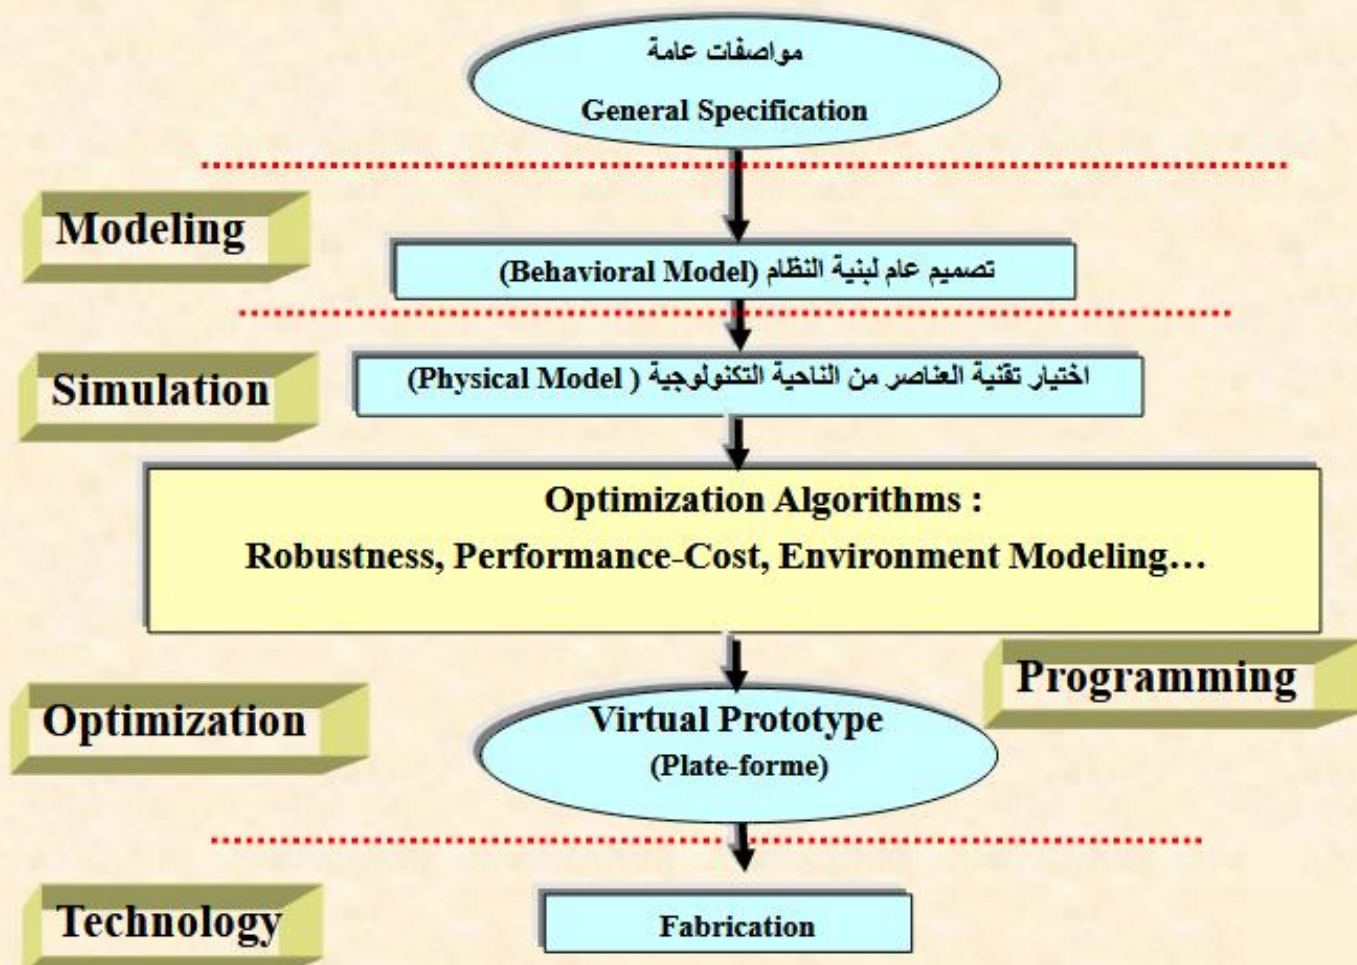 مواصفات عامة
General Specification
Modeling
تصميم عام لبنية النظام (Behavioral Model)
Simulation
اختيار تقنية العناصر من الناحية التكنولوجية ( Physical Model)
Optimization Algorithms :
Robustness, Performance-Cost, Environment Modeling…
Programming
Optimization
Virtual Prototype
(Plate-forme)
Technology
Fabrication